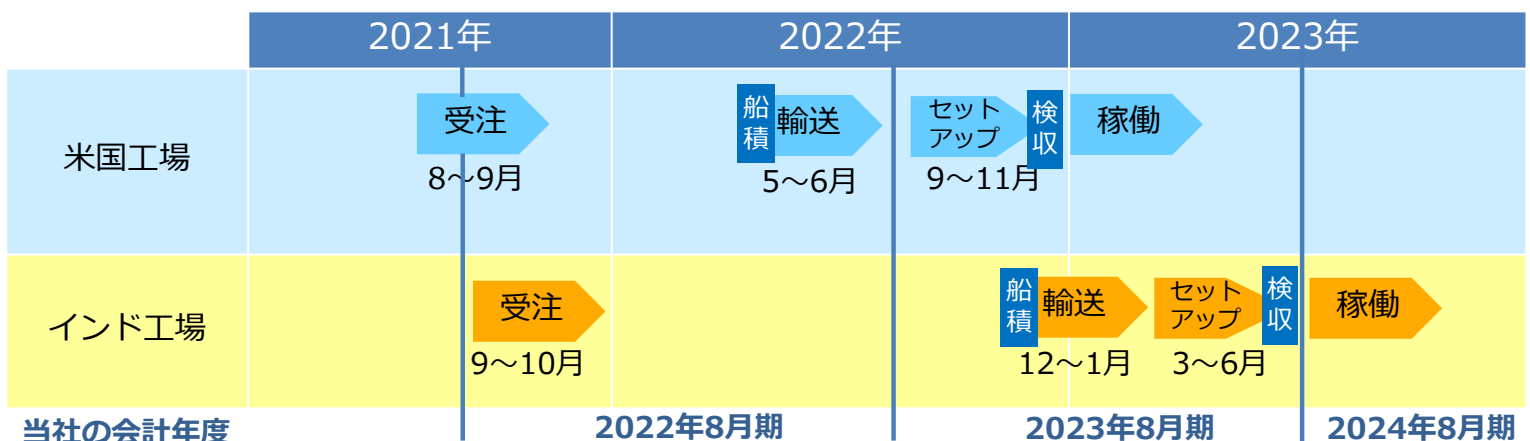 2021年
2022年
2023年
米国工場
受注
8～9月
船積
輸送
5～6月
セット
アップ
9～11月
検収
稼働
インド工場
受注
9～10月
船積
輸送
12～1月
セット
アップ
3～6月
検収
稼働
当社の会計年度
2022年8月期
2023年8月期
2024年8月期